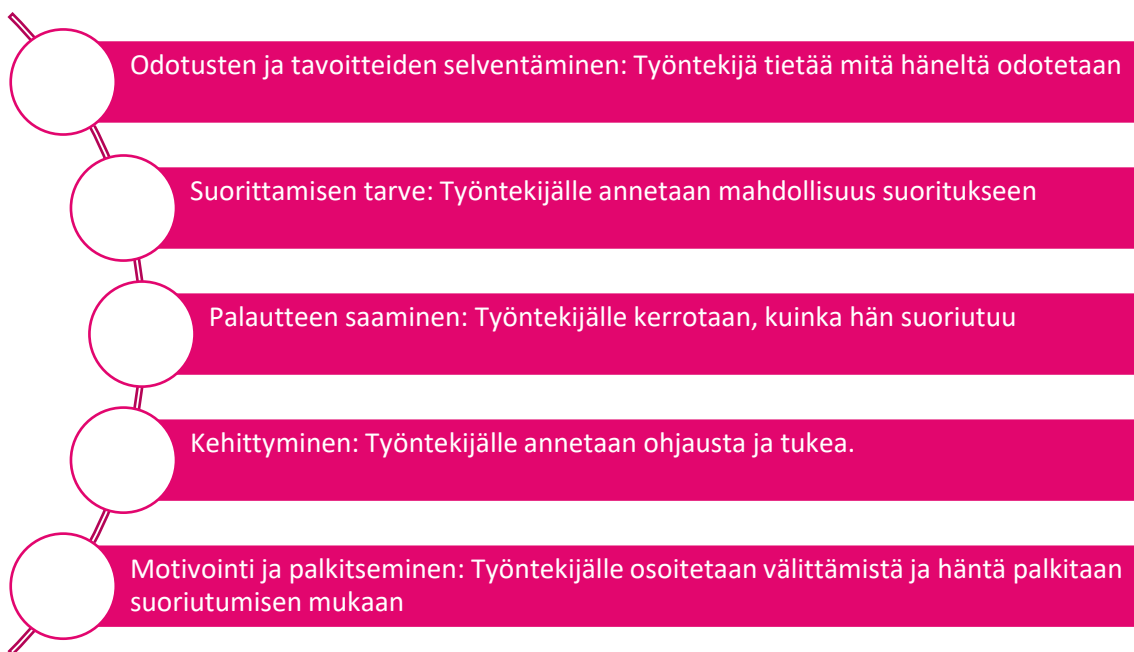 Odotusten ja tavoitteiden selventäminen: Työntekijä tietää mitä häneltä odotetaan
Suorittamisen tarve: Työntekijälle annetaan mahdollisuus suoritukseen
Palautteen saaminen: Työntekijälle kerrotaan, kuinka hän suoriutuu
Kehittyminen: Työntekijälle annetaan ohjausta ja tukea.
Motivointi ja palkitseminen: Työntekijälle osoitetaan välittämistä ja häntä palkitaan
suoriutumisen mukaan